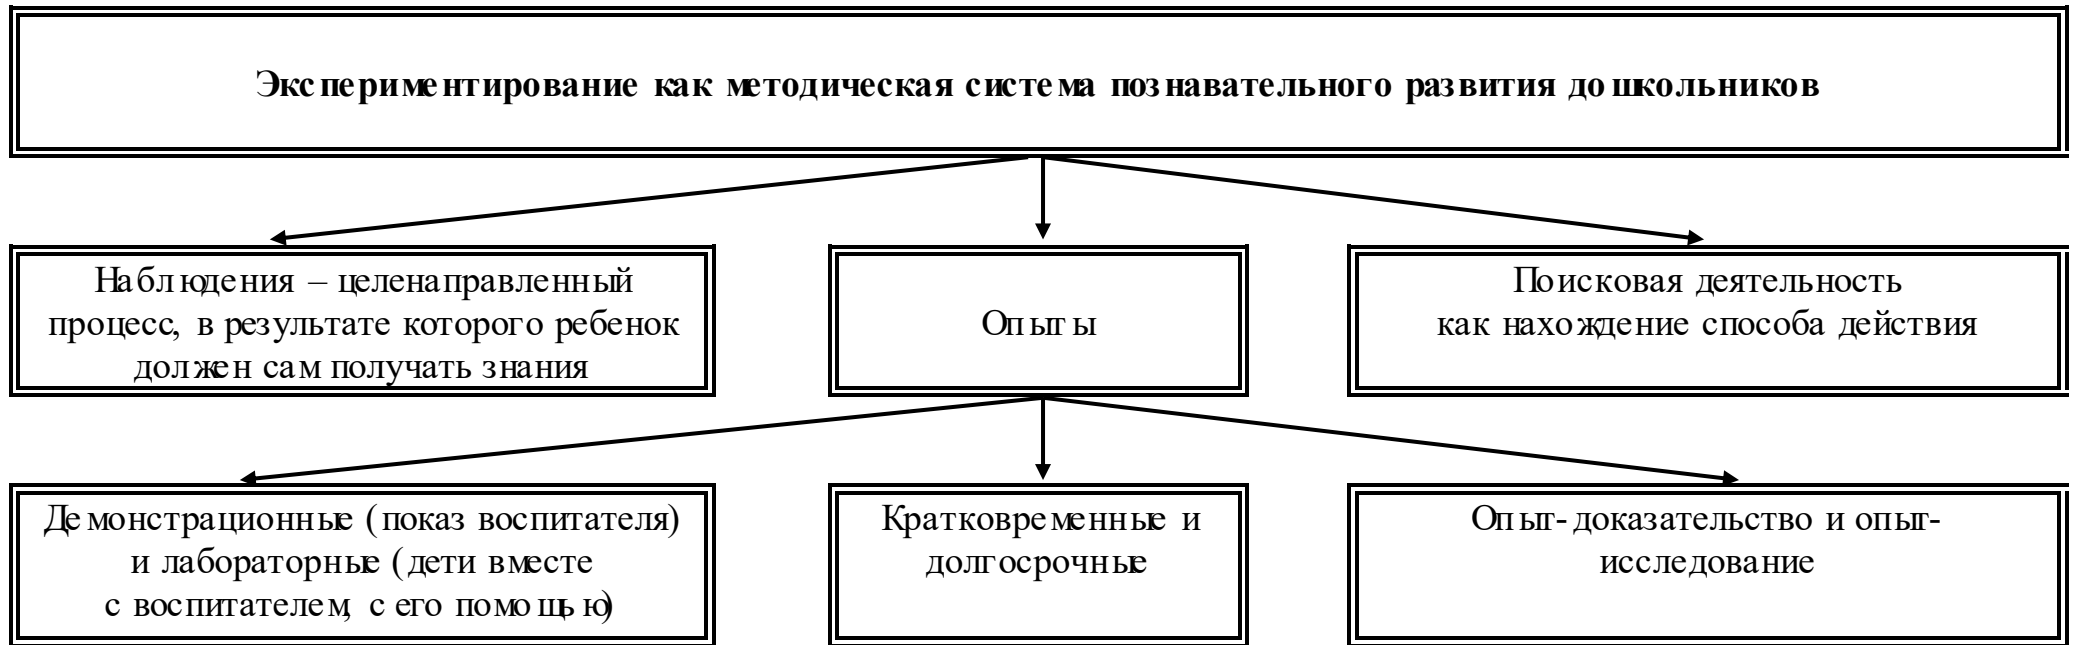 Экспериментирование как методическая система познавательного развития дошкольников
Наблюдения – целенаправленный
процесс, в результате которого ребенок
должен сам получать знания
Опыты
Поисковая деятельность
как нахождение способа действия
Демонстрационные (показ воспитателя)
и лабораторные (дети вместе
с воспитателем, с его помощью)
Кратковременные и
долгосрочные
Опыт-доказательство и опыт-
исследование